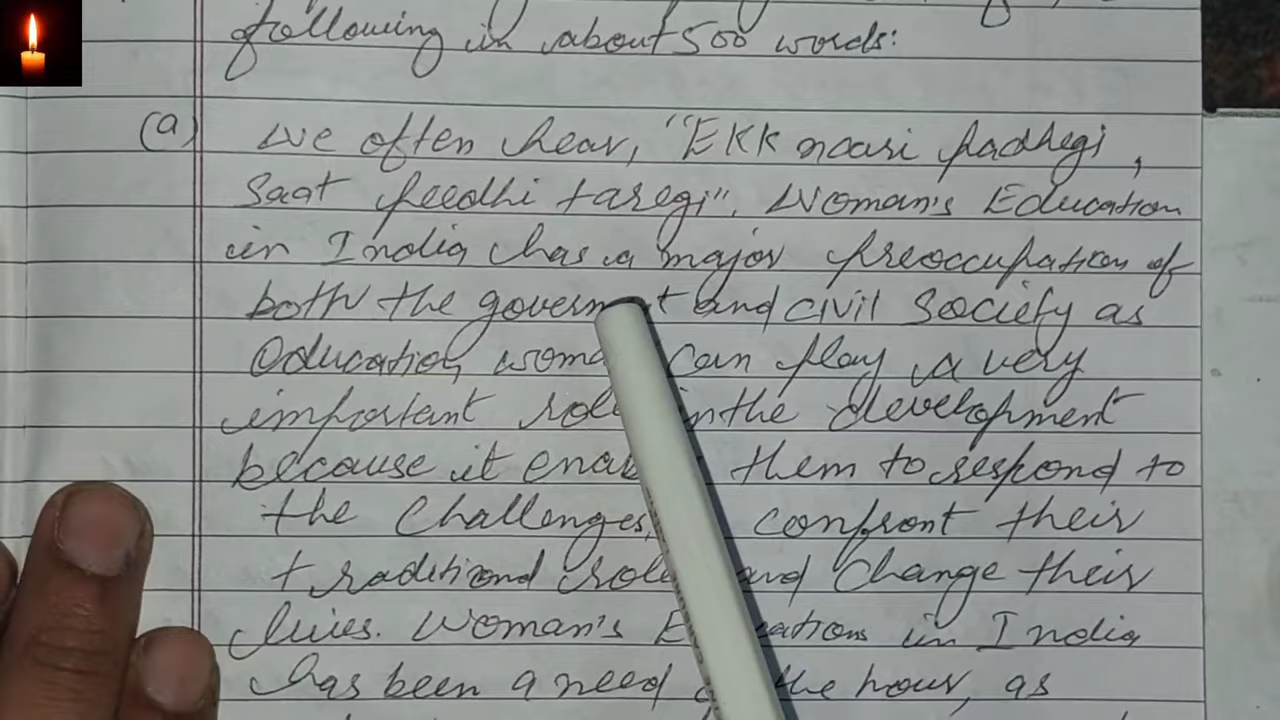 following in about 500 words:
(a) We often hear, "EKK naari padhegi,
Saat peedhi taregi". Woman's Education
in India has a major preoccupation of
both the and civil Society as
Education can play a very
important in the development
because it them to respond to
the Challenges, confront their
traditional and Change their
lives. Woman's in India
has been a need the hour, as